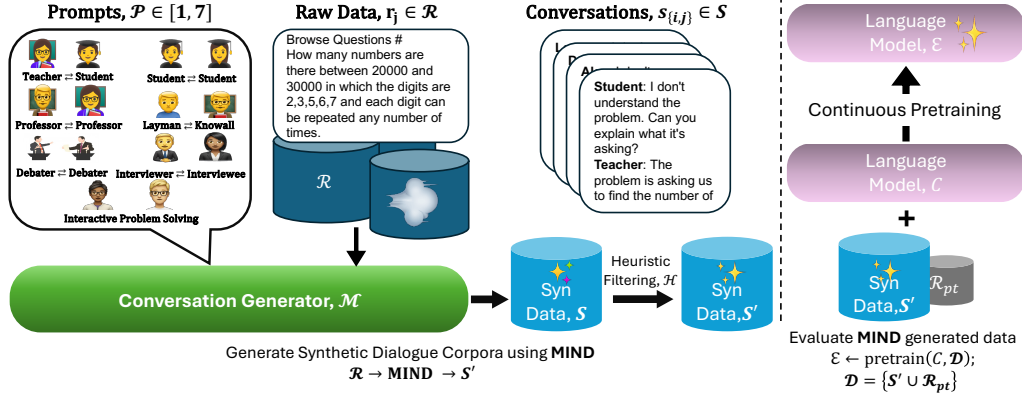 Prompts, 𝒫 ∈ [1, 7]
Teacher ⇄ Student
Student ⇄ Student
Professor ⇄ Professor
Layman ⇄ Knowall
Debater ⇄ Debater
Interviewer ⇄ Interviewee
Interactive Problem Solving
Raw Data, r_j ∈ ℛ
Browse Questions #
How many numbers are
there between 20000 and
30000 in which the digits are
2,3,5,6,7 and each digit can
be repeated any number of
times.
ℛ
Conversations, s_{i,j} ∈ S
L
D
Student: I don't
understand the
problem. Can you
explain what it's
asking?
Teacher: The
problem is asking us
to find the number of
Conversation Generator, ℳ
Syn
Data, S
Heuristic
Filtering, ℋ
Syn
Data,S′
Generate Synthetic Dialogue Corpora using MIND
ℛ → MIND → S′
Language
Model, ℰ
Continuous Pretraining
Language
Model, 𝒞
+
Syn
Data,S′
ℛ_pt
Evaluate MIND generated data
ℰ ← pretrain(𝒞, 𝓓);
𝓓 = {S′ ∪ ℛ_pt}